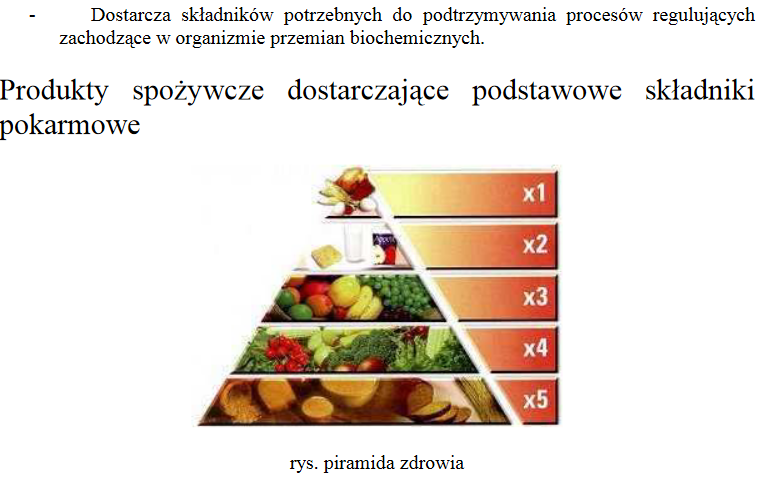 - Dostarcza składników potrzebnych do podtrzymywania procesów regulujących
zachodzące w organizmie przemian biochemicznych.
Produkty spożywcze dostarczające podstawowe składniki
pokarmowe
x1
x2
x3
x4
x5
rys. piramida zdrowia